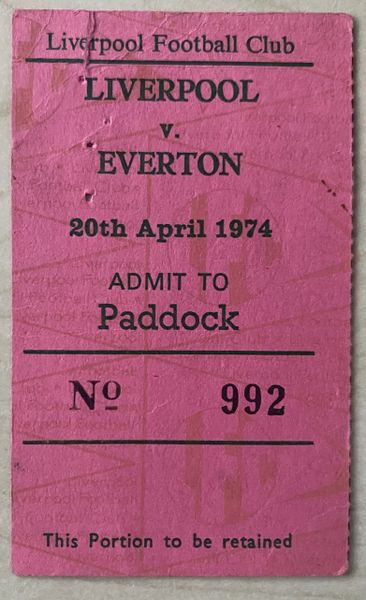 Liverpool Football Club
LIVERPOOL
v.
EVERTON
20th April 1974
ADMIT TO
Paddock
Nº 992
This Portion to be retained